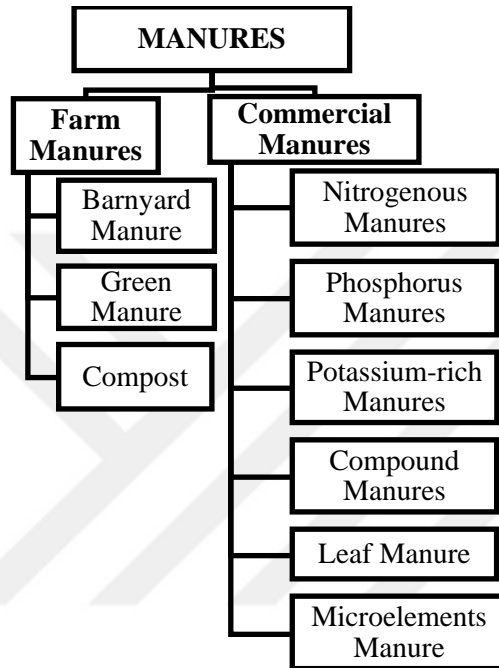 MANURES
Farm
Manures
Barnyard
Manure
Green
Manure
Compost
Commercial
Manures
Nitrogenous
Manures
Phosphorus
Manures
Potassium-rich
Manures
Compound
Manures
Leaf Manure
Microelements
Manure